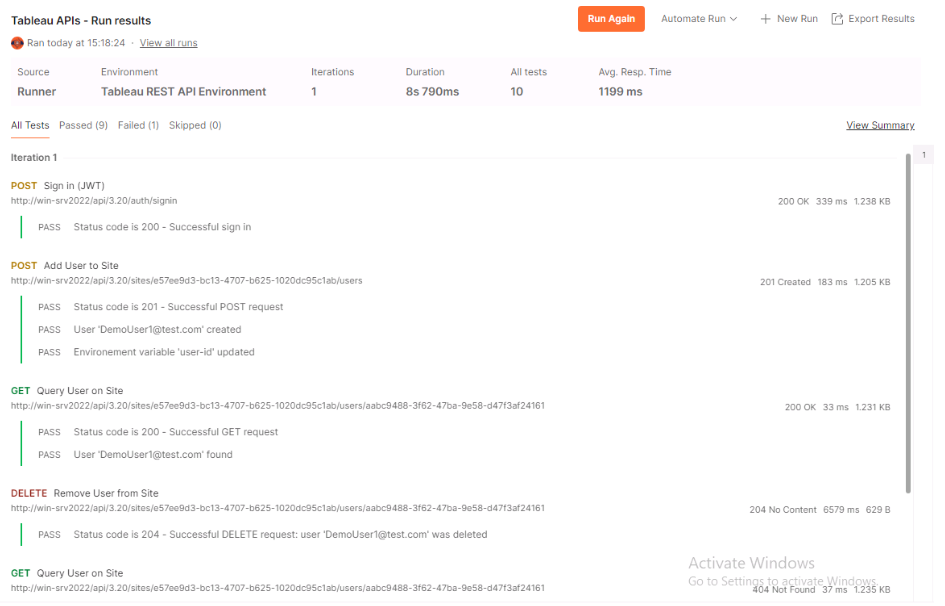 Tableau APIs - Run results
Run Again
Automate Run
New Run
Export Results
Ran today at 15:18:24 · View all runs
Source Environment Iterations Duration All tests Avg. Resp. Time
Runner Tableau REST API Environment 1 8s 790ms 10 1199 ms
All Tests Passed (9) Failed (1) Skipped (0) View Summary
Iteration 1
1
POST Sign in (JWT)
http://win-srv2022/api/3.20/auth/signin
200 OK 339 ms 1.238 KB
PASS Status code is 200 - Successful sign in
POST Add User to Site
http://win-srv2022/api/3.20/sites/e57ee9d3-bc13-4707-b625-1020dc95c1ab/users
201 Created 183 ms 1.205 KB
PASS Status code is 201 - Successful POST request
PASS User 'DemoUser1@test.com' created
PASS Environement variable 'user-id' updated
GET Query User on Site
http://win-srv2022/api/3.20/sites/e57ee9d3-bc13-4707-b625-1020dc95c1ab/users/aabc9488-3f62-47ba-9e58-d47f3af24161
200 OK 33 ms 1.231 KB
PASS Status code is 200 - Successful GET request
PASS User 'DemoUser1@test.com' found
DELETE Remove User from Site
http://win-srv2022/api/3.20/sites/e57ee9d3-bc13-4707-b625-1020dc95c1ab/users/aabc9488-3f62-47ba-9e58-d47f3af24161
204 No Content 6579 ms 629 B
PASS Status code is 204 - Successful DELETE request: user 'DemoUser1@test.com' was deleted
GET Query User on Site
http://win-srv2022/api/3.20/sites/e57ee9d3-bc13-4707-b625-1020dc95c1ab/users/aabc9488-3f62-47ba-9e58-d47f3af24161
404 Not Found 37 ms 1.235 KB
Activate Windows
Go to Settings to activate Windows.